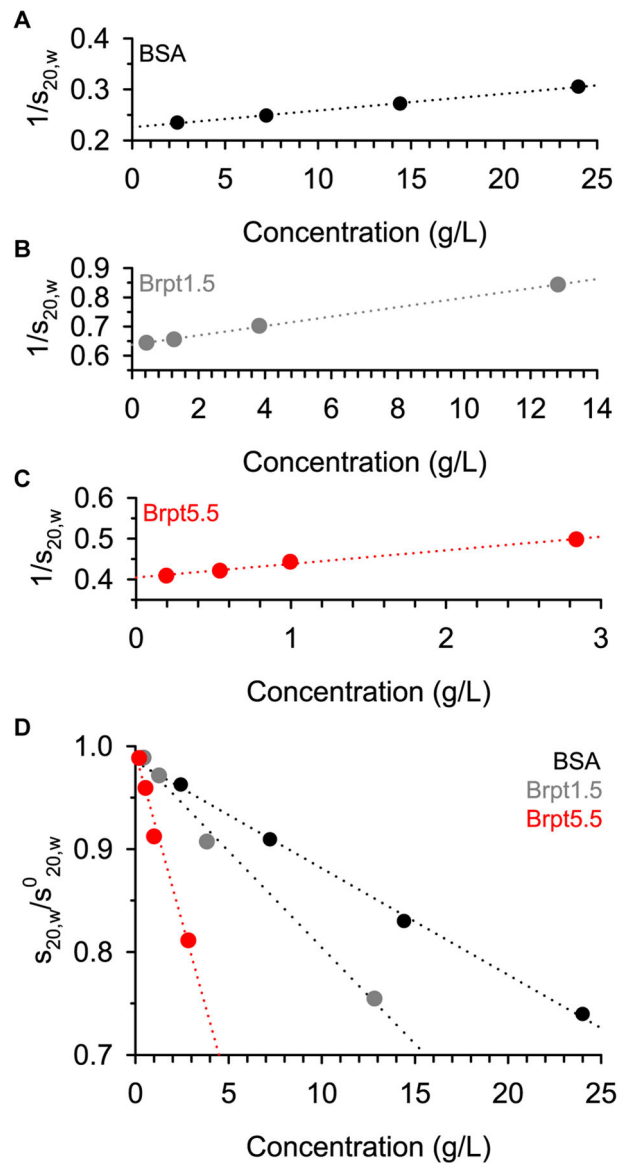 A
0.4
BSA
0.3
0.2
1/s20,w
0 5 10 15 20 25
Concentration (g/L)
B
0.9
Brpt1.5
0.8
0.7
0.6
1/s20,w
0 2 4 6 8 10 12 14
Concentration (g/L)
C
0.6
Brpt5.5
0.5
0.4
1/s20,w
0 1 2 3
Concentration (g/L)
D
1.0
BSA
Brpt1.5
Brpt5.5
0.9
0.8
0.7
s20,w/s⁰20,w
0 5 10 15 20 25
Concentration (g/L)